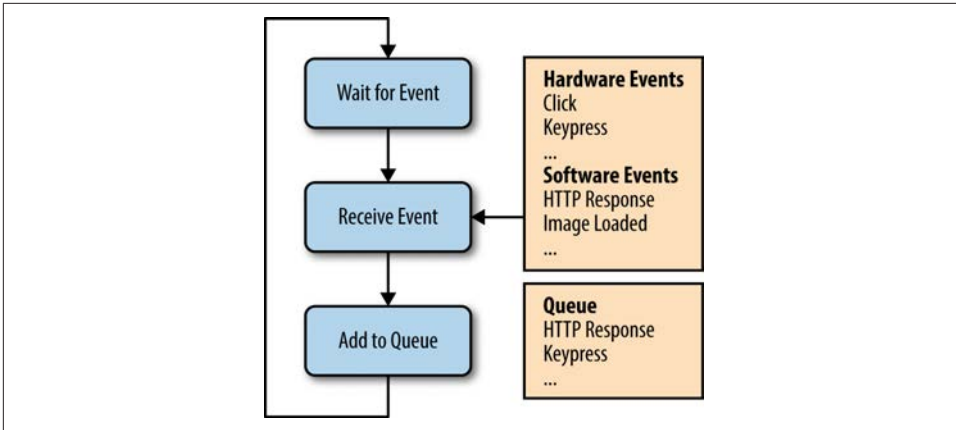 Wait for Event
Receive Event
Add to Queue
Hardware Events
Click
Keypress
...
Software Events
HTTP Response
Image Loaded
...
Queue
HTTP Response
Keypress
...